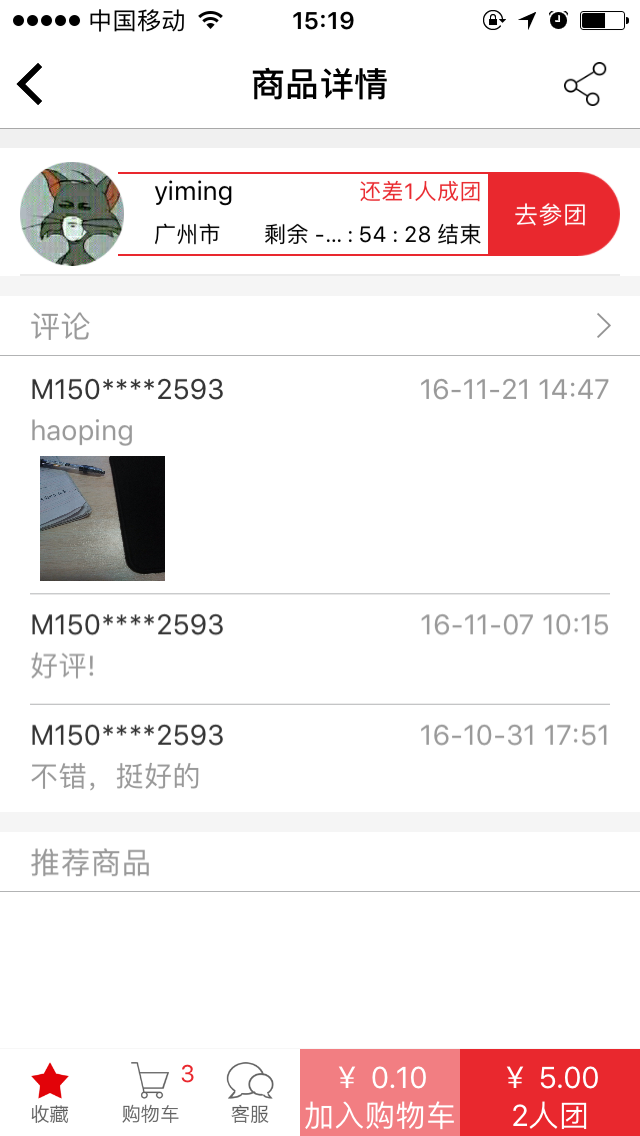 中国移动 15:19
商品详情
yiming 还差1人成团
去参团
广州市 剩余 -... : 54 : 28 结束
评论
M150****2593 16-11-21 14:47
haoping
M150****2593 16-11-07 10:15
好评!
M150****2593 16-10-31 17:51
不错，挺好的
推荐商品
3
¥ 0.10 ¥ 5.00
收藏 购物车 客服 加入购物车 2人团